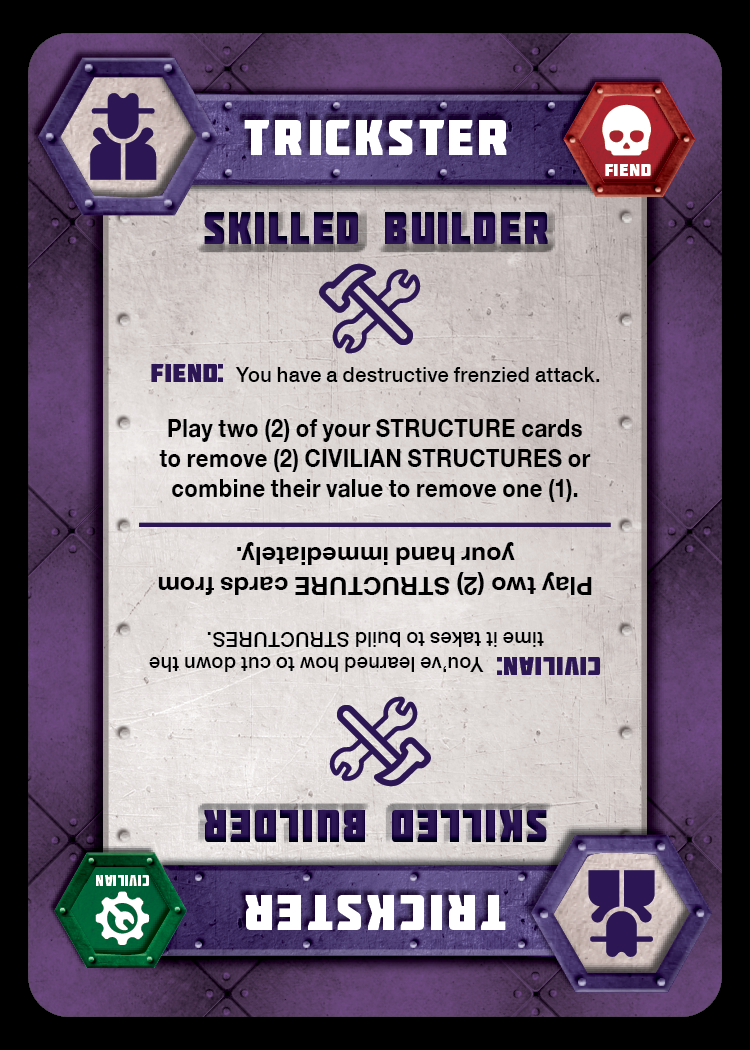 TRICKSTER
FIEND
SKILLED BUILDER
FIEND: You have a destructive frenzied attack.
Play two (2) of your STRUCTURE cards
to remove (2) CIVILIAN STRUCTURES or
combine their value to remove one (1).
TRICKSTER
CIVILIAN
SKILLED BUILDER
CIVILIAN: You've learned how to cut down the
time it takes to build STRUCTURES.
Play two (2) STRUCTURE cards from
your hand immediately.